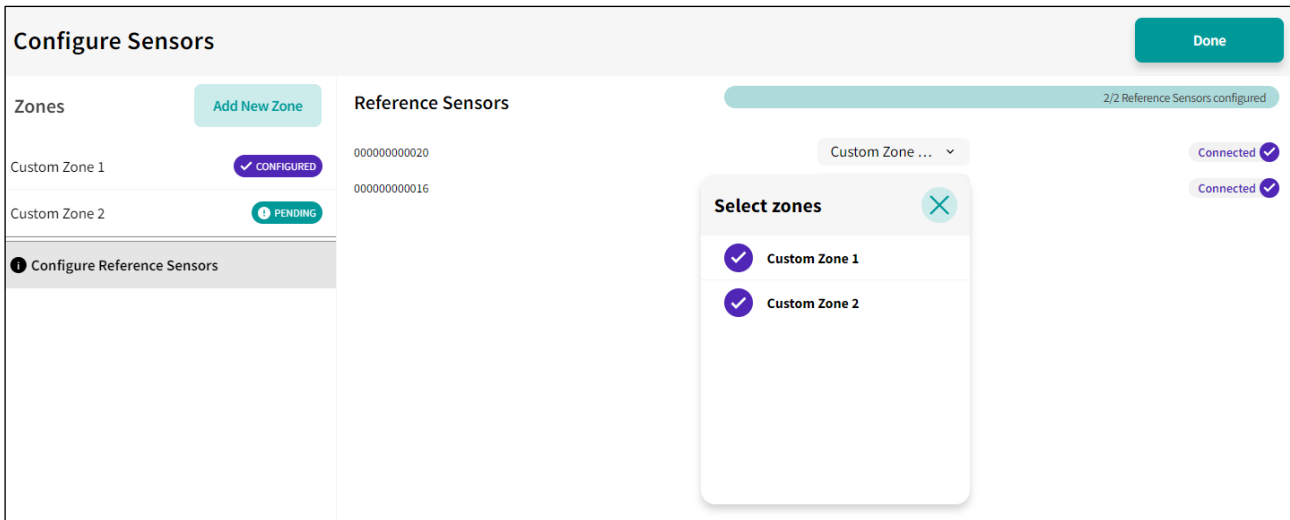 Configure Sensors
Done
Zones
Add New Zone
Reference Sensors
2/2 Reference Sensors configured
Custom Zone 1
CONFIGURED
000000000020
Custom Zone ...
Connected
000000000016
Connected
Custom Zone 2
PENDING
Select zones
Configure Reference Sensors
Custom Zone 1
Custom Zone 2